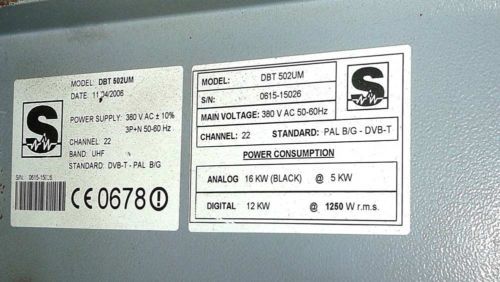 MODEL: DBT 502UM
DATE: 11/04/2006
POWER SUPPLY: 380 V AC ± 10%
3P+N 50-60 Hz
CHANNEL: 22
BAND: UHF
STANDARD: DVB-T - PAL B/G
S/N: 0615-15026
CE 0678
S
MODEL: DBT 502UM
S/N: 0615-15026
MAIN VOLTAGE: 380 V AC 50-60Hz
CHANNEL: 22 STANDARD: PAL B/G - DVB-T
POWER CONSUMPTION
ANALOG 16 KW (BLACK) @ 5 KW
DIGITAL 12 KW @ 1250 W r.m.s.
S